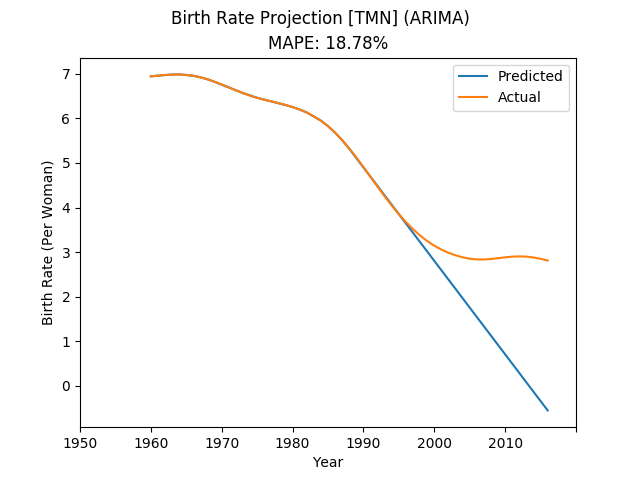 Birth Rate Projection [TMN] (ARIMA)
MAPE: 18.78%
Predicted
Actual
Birth Rate (Per Woman)
7
6
5
4
3
2
1
0
1950 1960 1970 1980 1990 2000 2010
Year